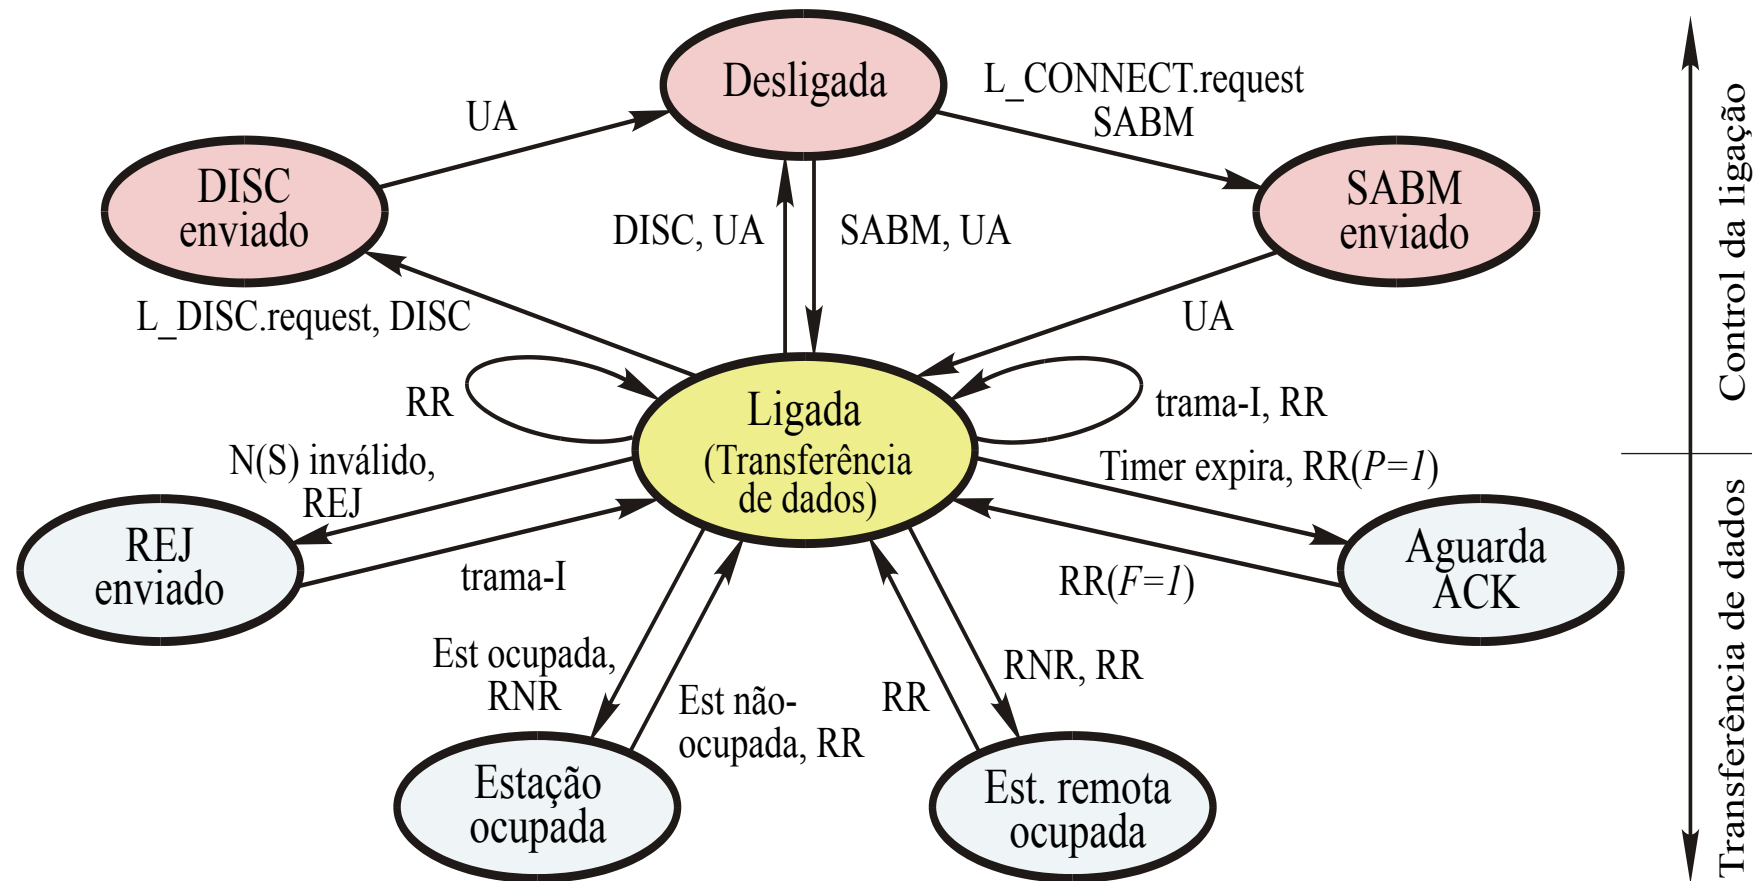 Desligada
L_CONNECT.request
SABM
UA
DISC
enviado
SABM
enviado
DISC, UA
SABM, UA
L_DISC.request, DISC
UA
RR
Ligada
(Transferência
de dados)
trama-I, RR
N(S) inválido,
REJ
Timer expira, RR(P=1)
REJ
enviado
trama-I
RR(F=1)
Aguarda
ACK
Est ocupada,
RNR
Est não-
ocupada, RR
RR
RNR, RR
Estação
ocupada
Est. remota
ocupada
Control da ligação
Transferência de dados